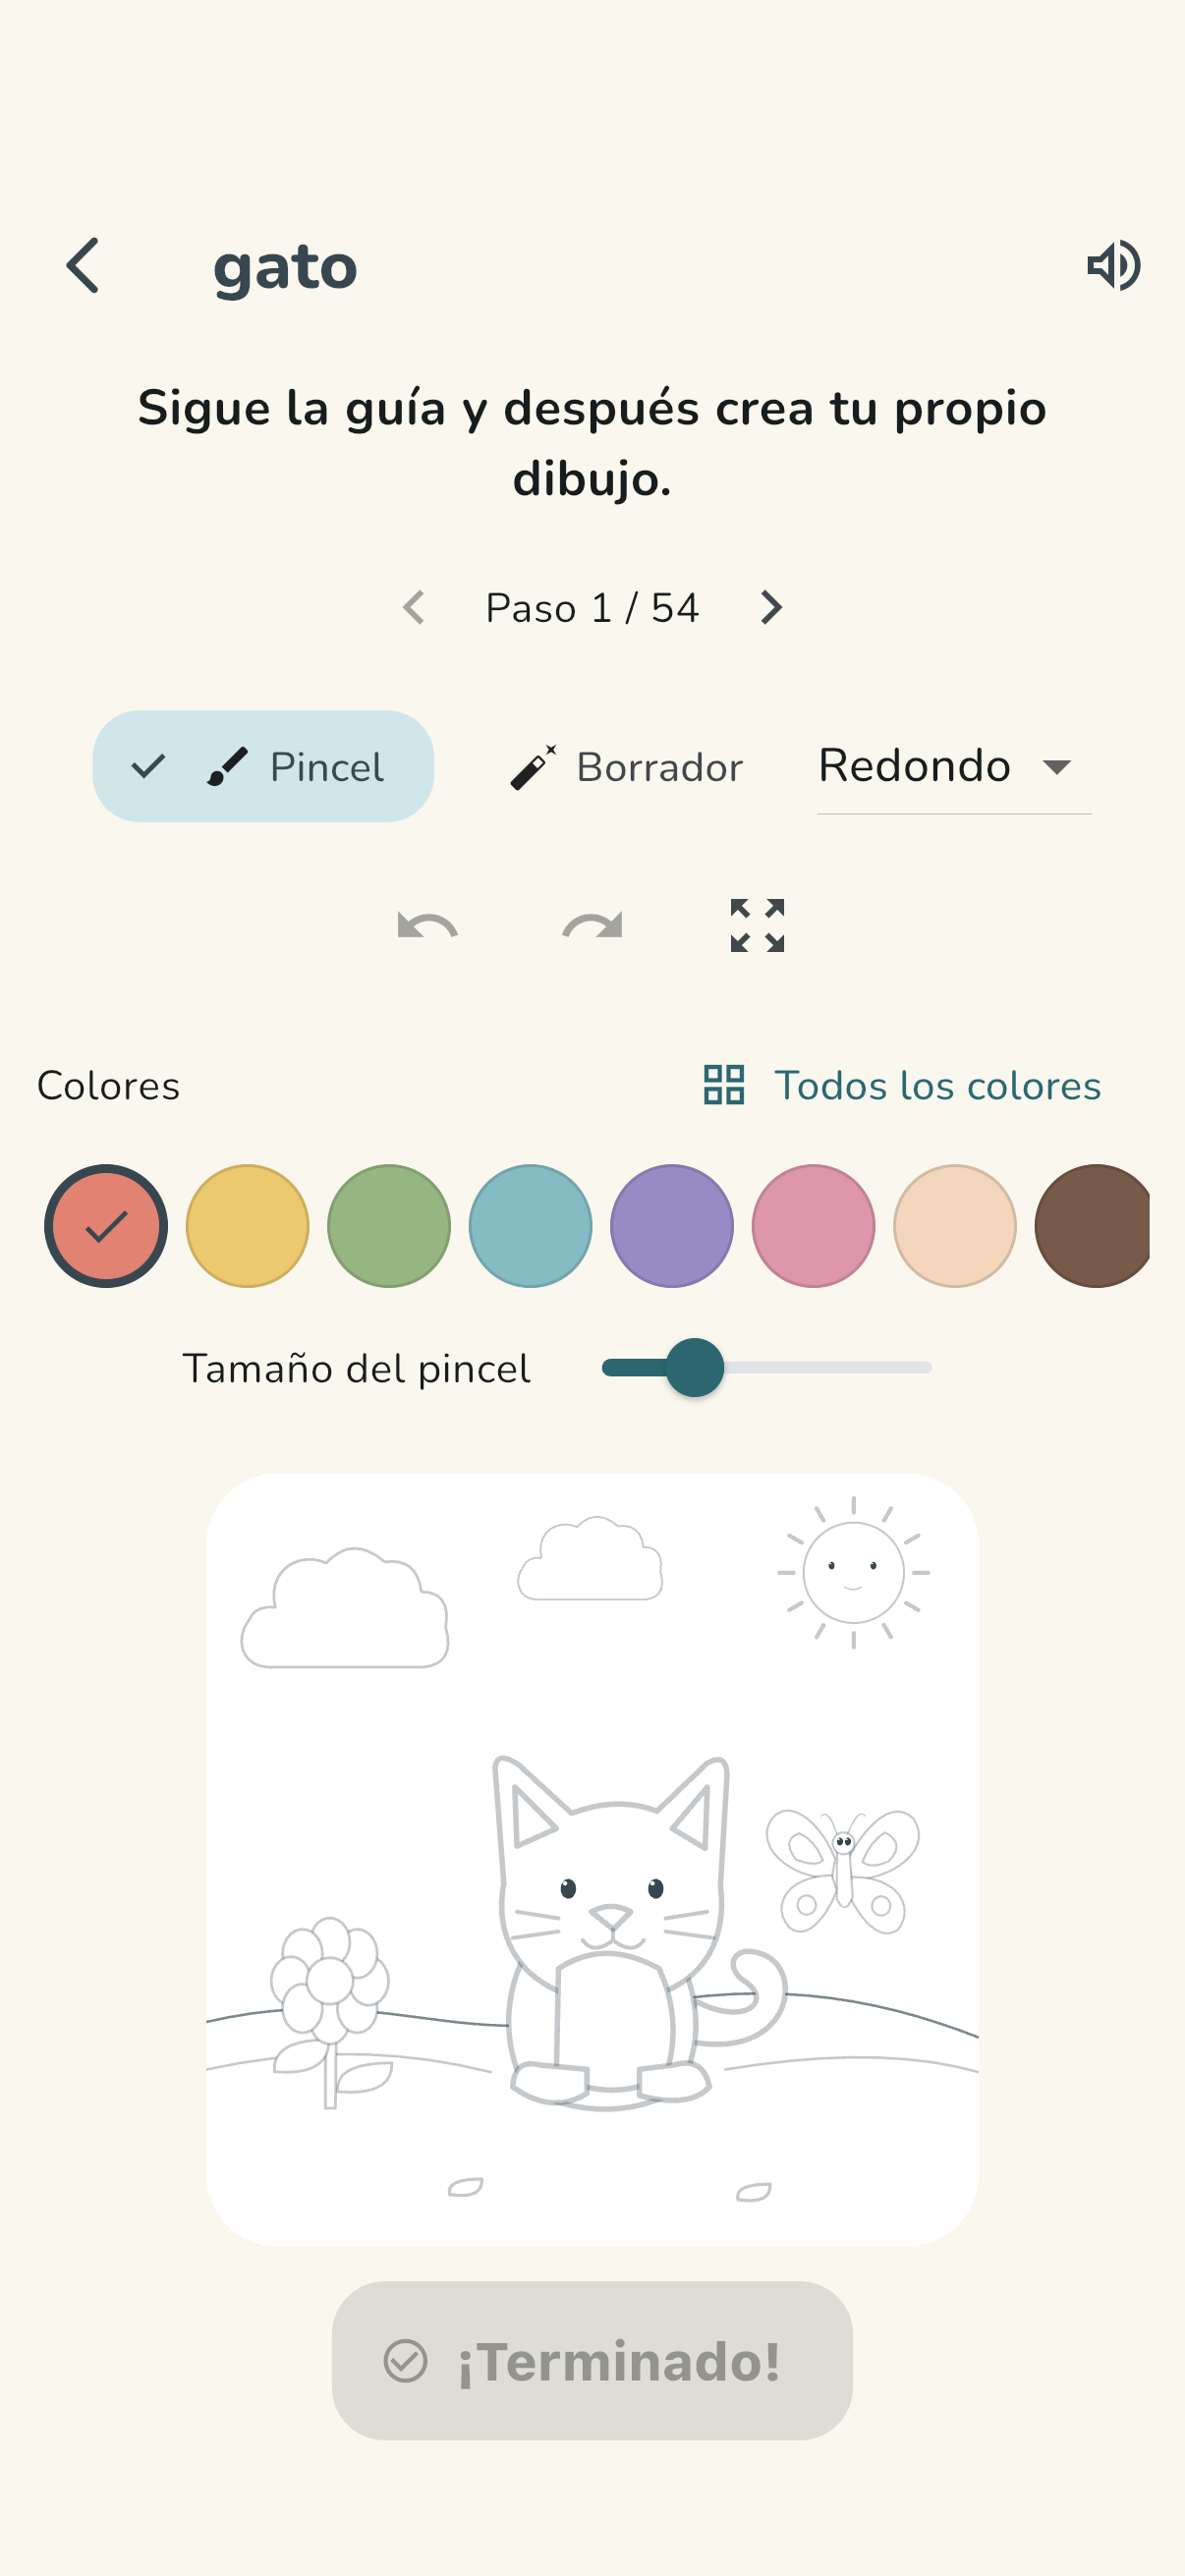 gato
Sigue la guía y después crea tu propio
dibujo.
Paso 1 / 54
Pincel
Borrador
Redondo
Colores
Todos los colores
Tamaño del pincel
¡Terminado!